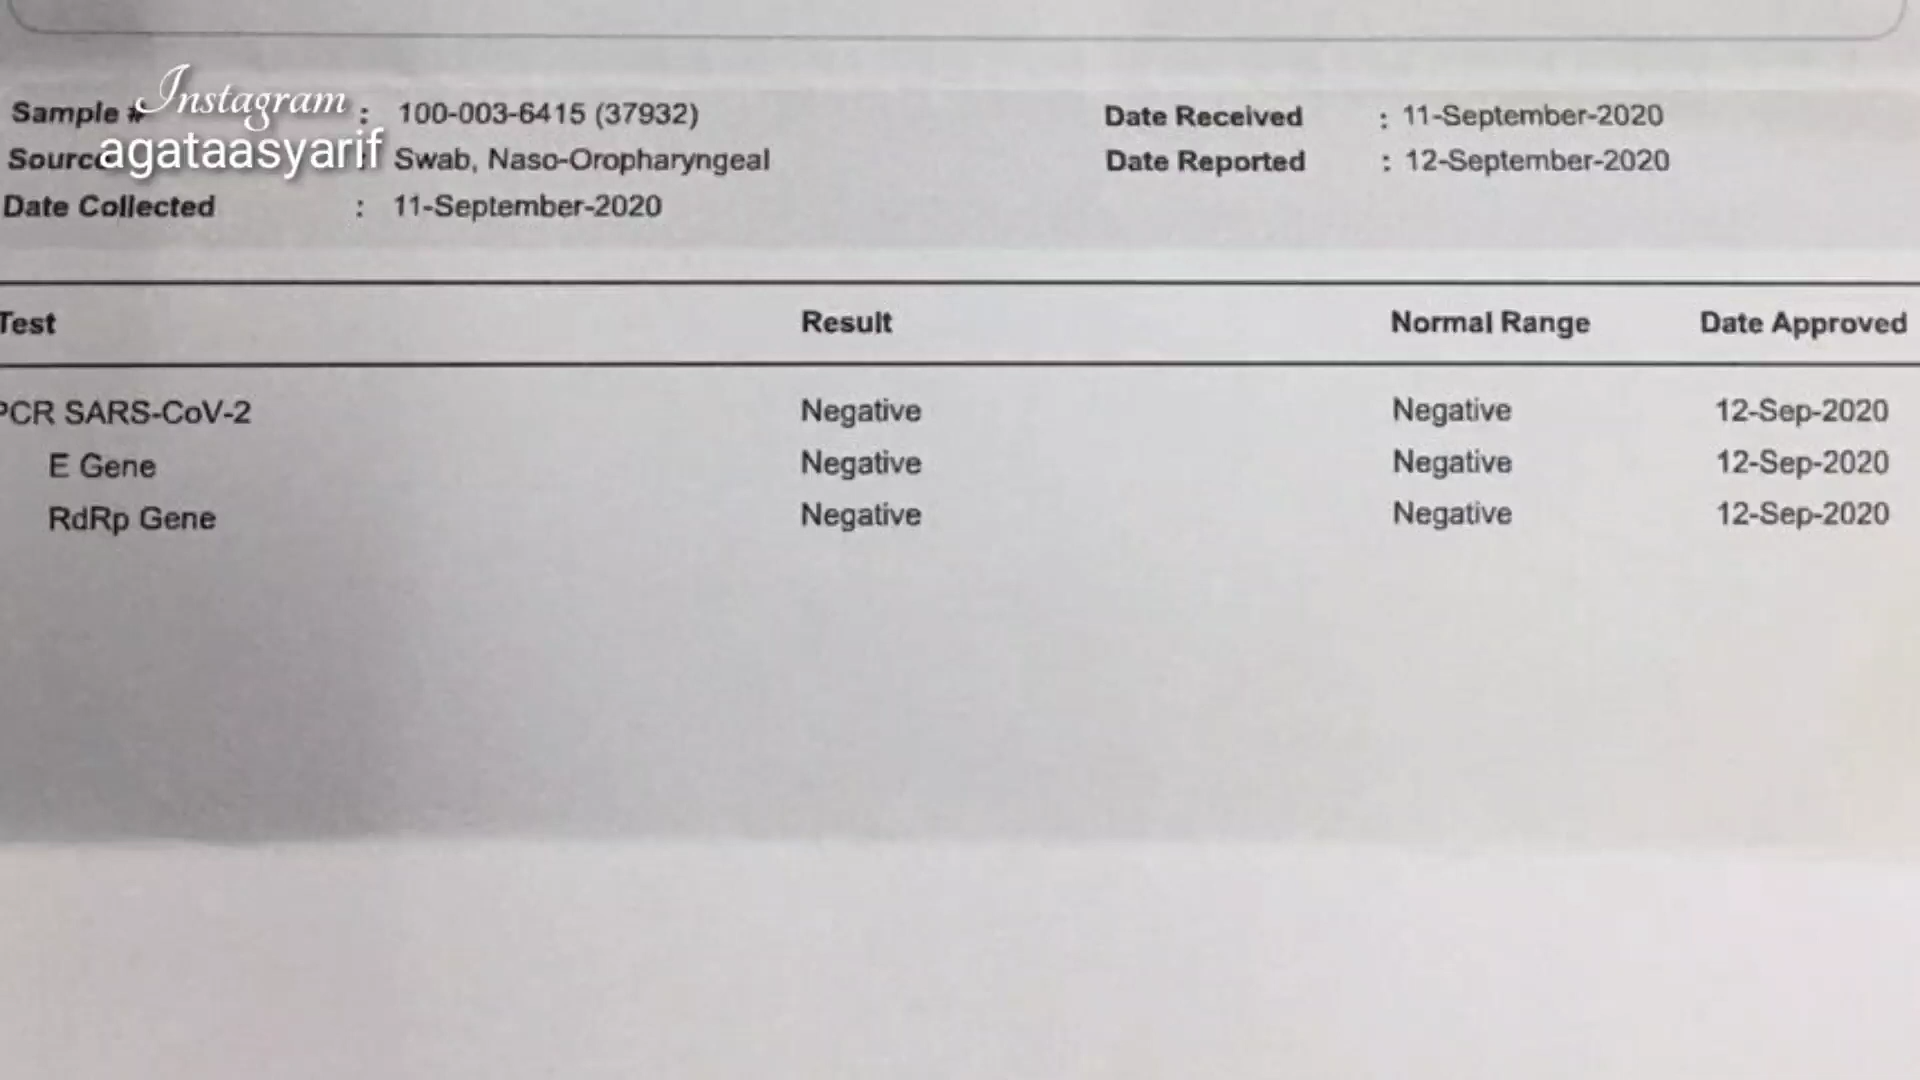 Instagram
agataasyarif
Sample # : 100-003-6415 (37932) Date Received : 11-September-2020
: Swab, Naso-Oropharyngeal Date Reported : 12-September-2020
Date Collected : 11-September-2020
Test Result Normal Range Date Approved
PCR SARS-CoV-2 Negative Negative 12-Sep-2020
E Gene Negative Negative 12-Sep-2020
RdRp Gene Negative Negative 12-Sep-2020